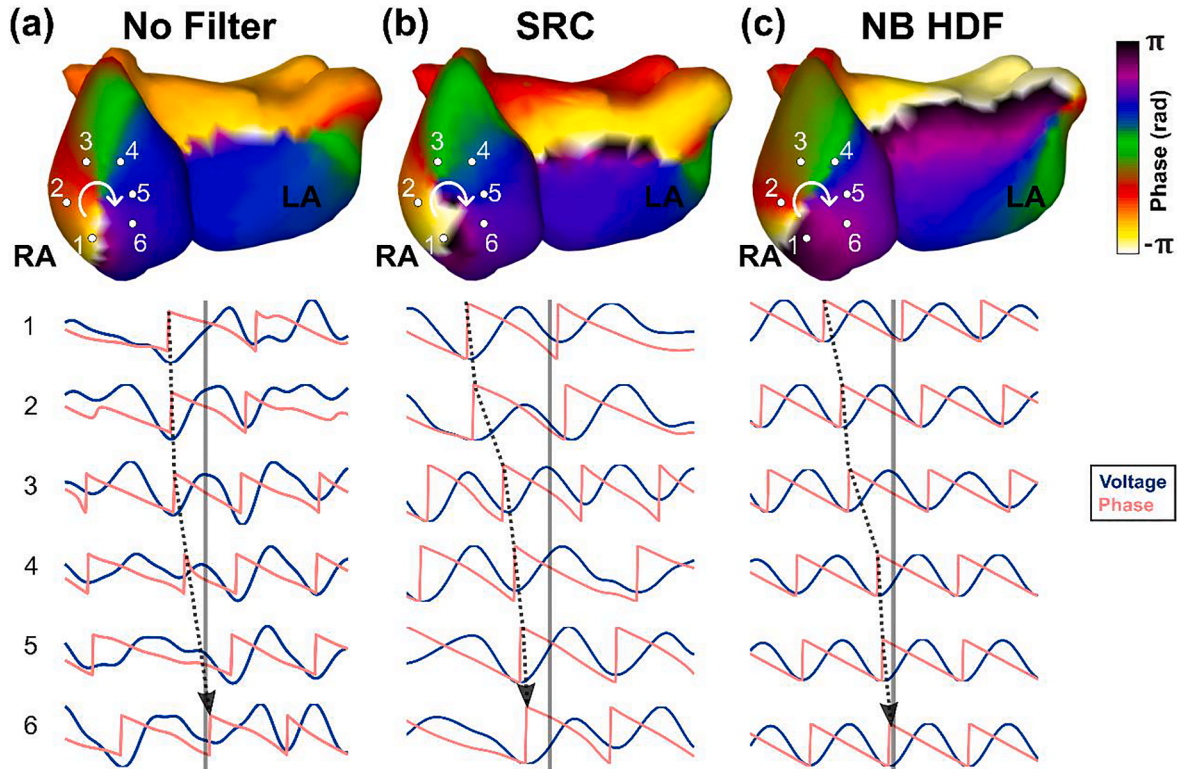 (a) No Filter
(b) SRC
(c) NB HDF
π
Phase (rad)
-π
3 4
2 5
1 6
LA
RA
3 4
2 5
1 6
LA
RA
3 4
2 5
1 6
LA
RA
1
2
3
4
5
6
Voltage
Phase